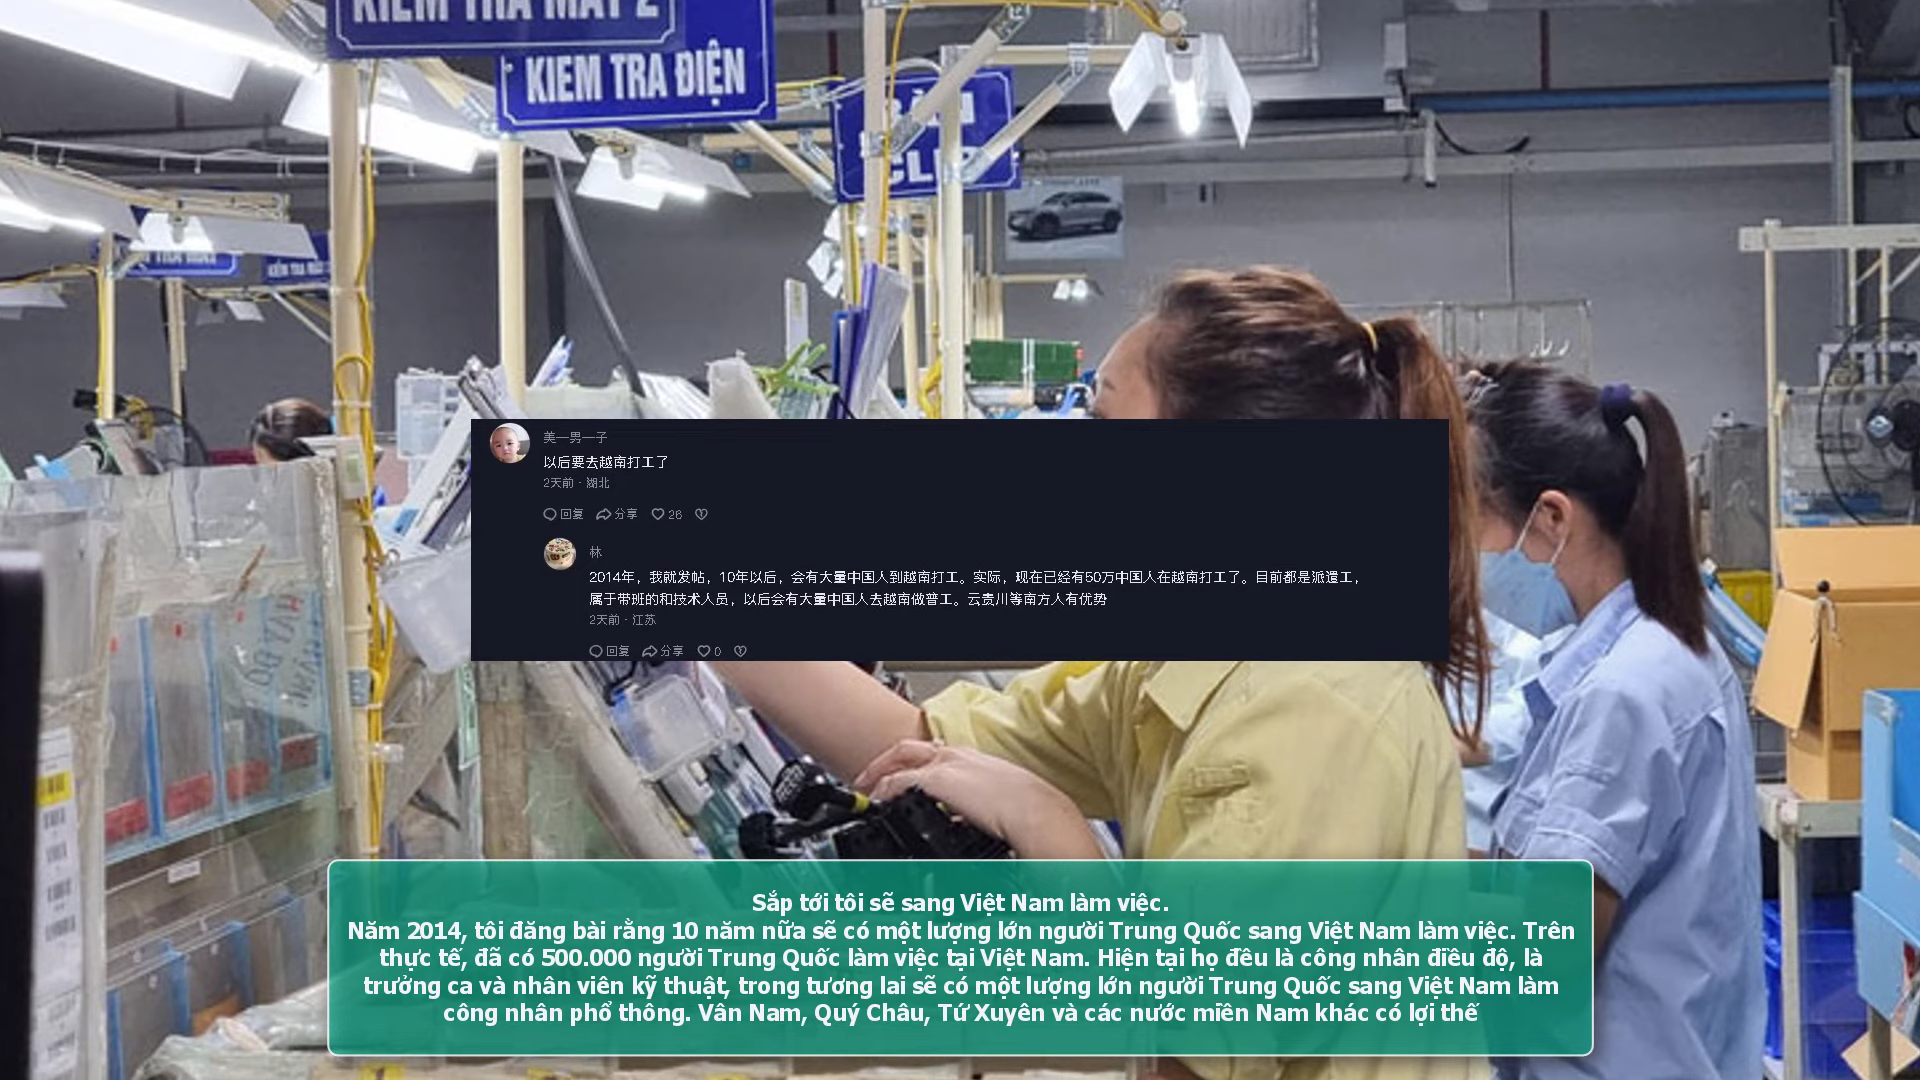 KIỂM TRA MÁY 2
KIỂM TRA ĐIỆN
美一男一子
以后要去越南打工了
2天前 · 湖北
回复 分享 26
林
2014年，我就发帖，10年以后，会有大量中国人到越南打工。实际，现在已经有50万中国人在越南打工了。目前都是派遣工，
属于带班的和技术人员，以后会有大量中国人去越南做普工。云贵川等南方人有优势
2天前 · 江苏
回复 分享 0
Sắp tới tôi sẽ sang Việt Nam làm việc.
Năm 2014, tôi đăng bài rằng 10 năm nữa sẽ có một lượng lớn người Trung Quốc sang Việt Nam làm việc. Trên
thực tế, đã có 500.000 người Trung Quốc làm việc tại Việt Nam. Hiện tại họ đều là công nhân điều độ, là
trưởng ca và nhân viên kỹ thuật, trong tương lai sẽ có một lượng lớn người Trung Quốc sang Việt Nam làm
công nhân phổ thông. Vân Nam, Quý Châu, Tứ Xuyên và các nước miền Nam khác có lợi thế